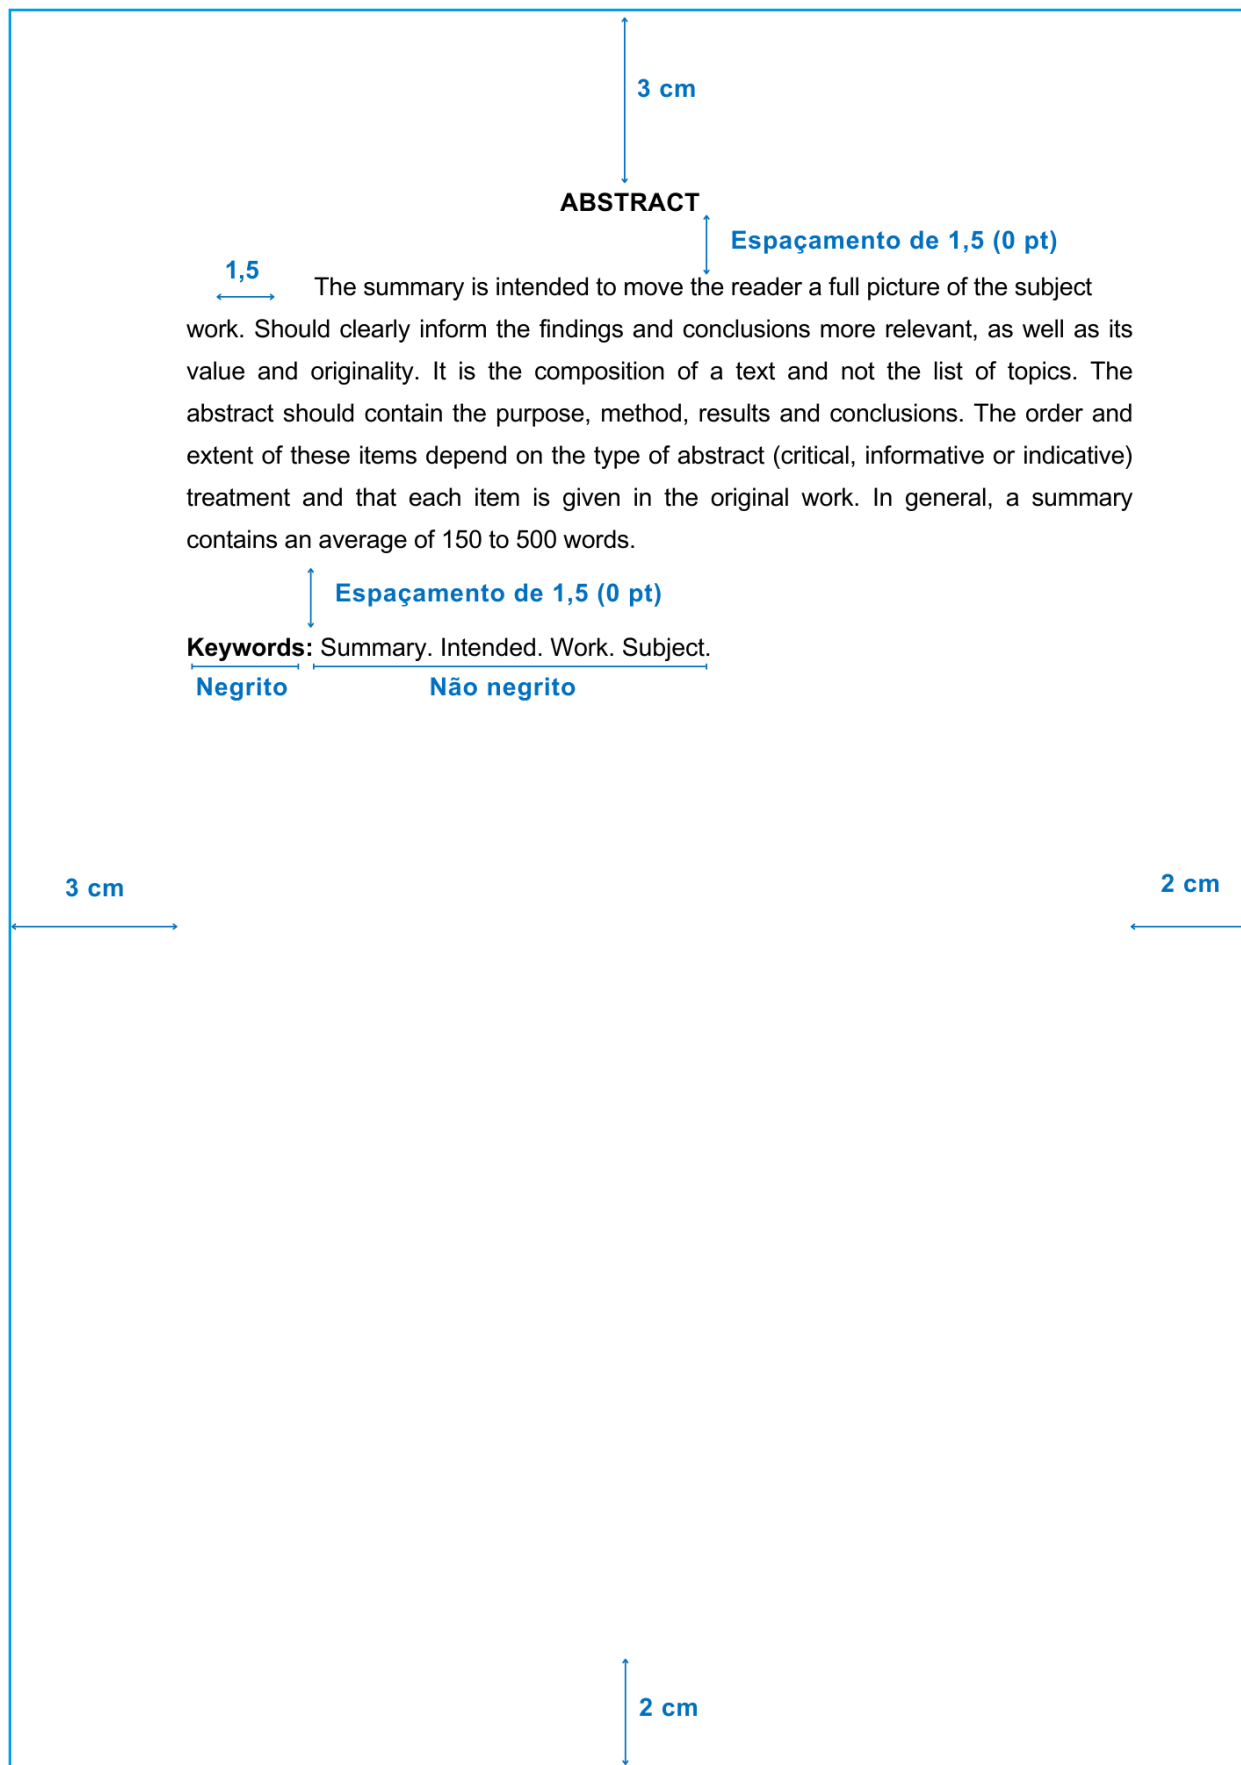 3 cm
ABSTRACT
Espaçamento de 1,5 (0 pt)
1,5
The summary is intended to move the reader a full picture of the subject
work. Should clearly inform the findings and conclusions more relevant, as well as its
value and originality. It is the composition of a text and not the list of topics. The
abstract should contain the purpose, method, results and conclusions. The order and
extent of these items depend on the type of abstract (critical, informative or indicative)
treatment and that each item is given in the original work. In general, a summary
contains an average of 150 to 500 words.
Espaçamento de 1,5 (0 pt)
Keywords: Summary. Intended. Work. Subject.
Negrito Não negrito
3 cm 2 cm
2 cm